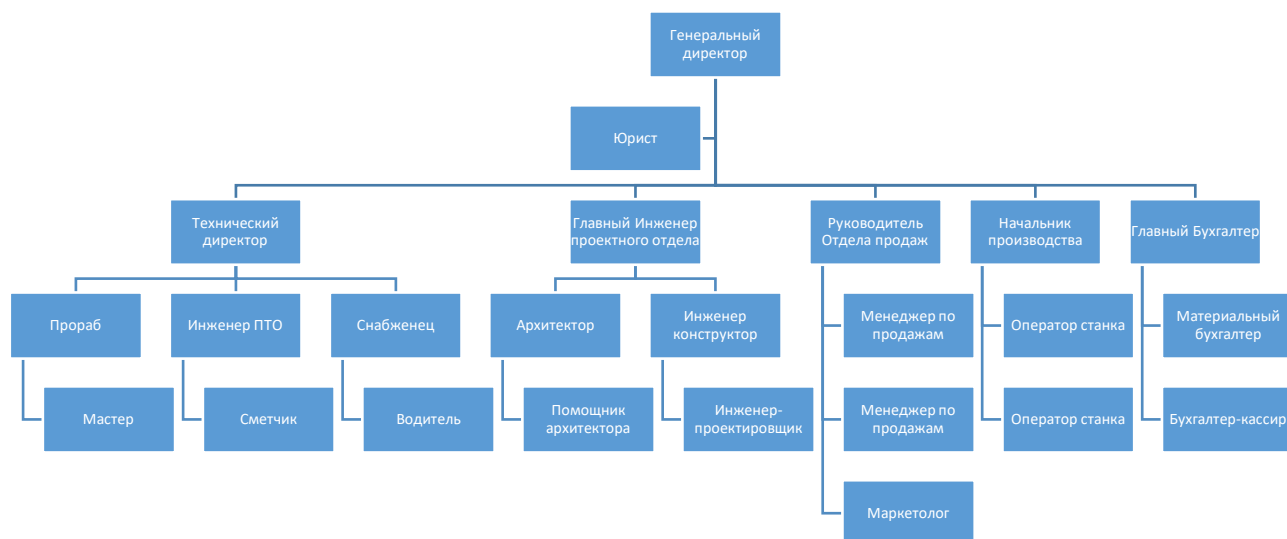 Генеральный
директор
Юрист
Технический
директор
Главный Инженер
проектного отдела
Руководитель
Отдела продаж
Начальник
производства
Главный Бухгалтер
Прораб
Инженер ПТО
Снабженец
Архитектор
Инженер
конструктор
Менеджер по
продажам
Оператор станка
Материальный
бухгалтер
Мастер
Сметчик
Водитель
Помощник
архитектора
Инженер-
проектировщик
Менеджер по
продажам
Оператор станка
Бухгалтер-кассир
Маркетолог